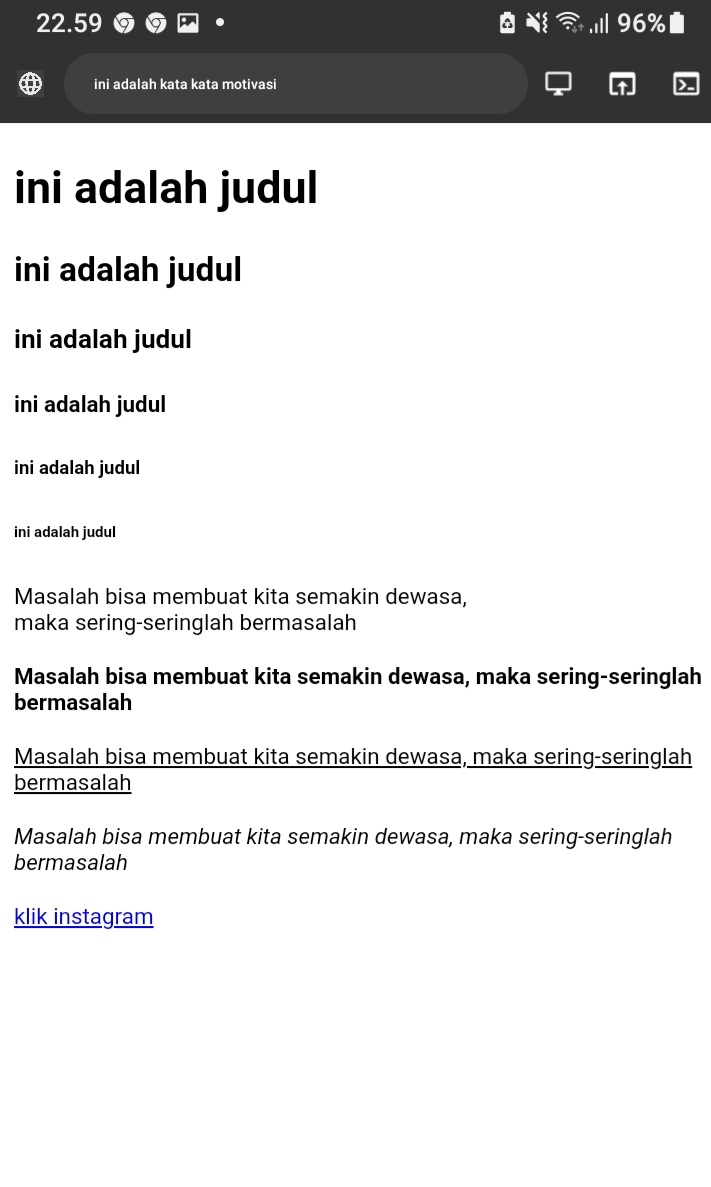 22.59
96%
ini adalah kata kata motivasi
ini adalah judul
ini adalah judul
ini adalah judul
ini adalah judul
ini adalah judul
ini adalah judul
Masalah bisa membuat kita semakin dewasa,
maka sering-seringlah bermasalah
Masalah bisa membuat kita semakin dewasa, maka sering-seringlah
bermasalah
Masalah bisa membuat kita semakin dewasa, maka sering-seringlah
bermasalah
Masalah bisa membuat kita semakin dewasa, maka sering-seringlah
bermasalah
klik instagram